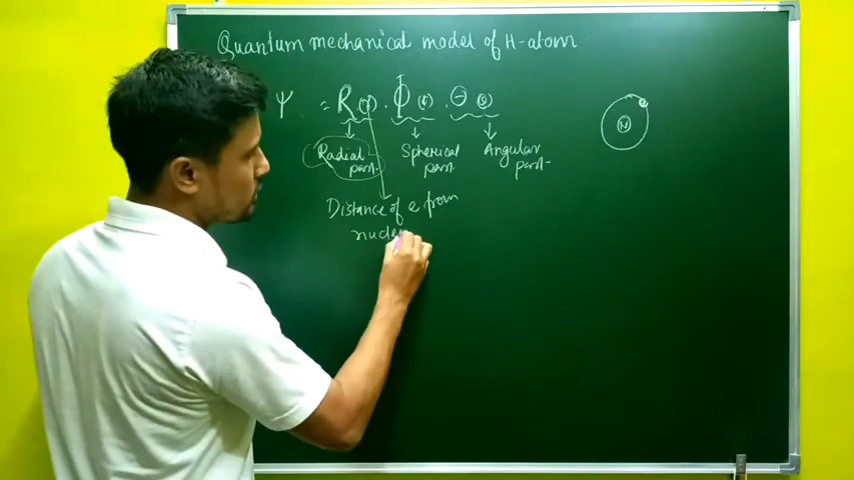 Quantum mechanical model of H-atom
Ψ = R(r) . Φ(φ) . Θ(θ)
Radial part Spherical part Angular part
N
Distance of e from
nucle